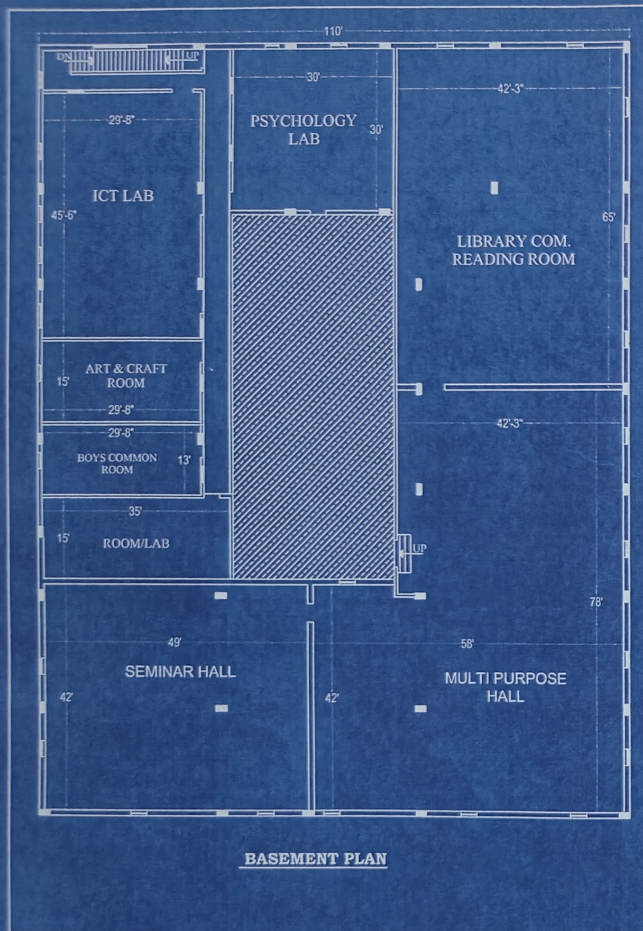 110'
DN UP
29'-8"
45'-6"
ICT LAB
30'
PSYCHOLOGY
LAB
30'
42'-3"
65'
LIBRARY COM.
READING ROOM
ART & CRAFT
ROOM
15'
29'-8"
29'-8"
BOYS COMMON
ROOM
13'
35'
15'
ROOM/LAB
42'-3"
UP
78'
49'
SEMINAR HALL
42'
58'
MULTI PURPOSE
HALL
42'
BASEMENT PLAN